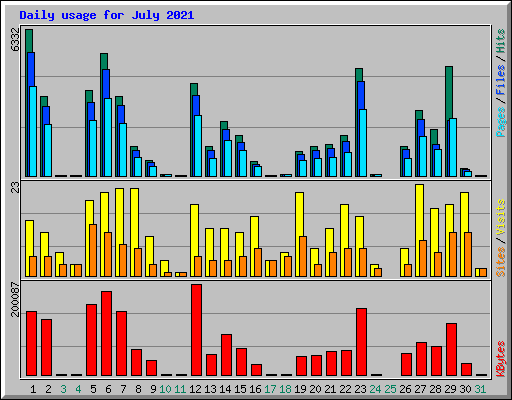 Daily usage for July 2021
6332
Pages / Files / Hits
23
Sites / Visits
200087
KBytes
1 2 3 4 5 6 7 8 9 10 11 12 13 14 15 16 17 18 19 20 21 22 23 24 25 26 27 28 29 30 31